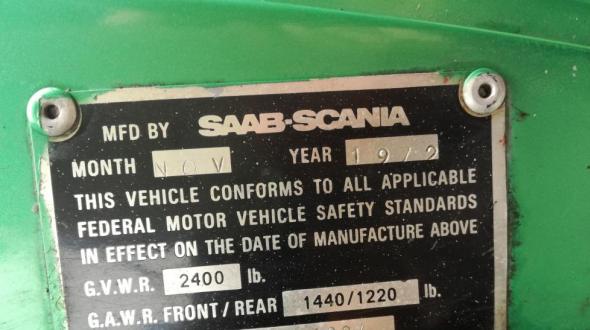 MFD BY SAAB-SCANIA
MONTH NOV YEAR 1972
THIS VEHICLE CONFORMS TO ALL APPLICABLE
FEDERAL MOTOR VEHICLE SAFETY STANDARDS
IN EFFECT ON THE DATE OF MANUFACTURE ABOVE
G.V.W.R. 2400 lb.
G.A.W.R. FRONT/REAR 1440/1220 lb.